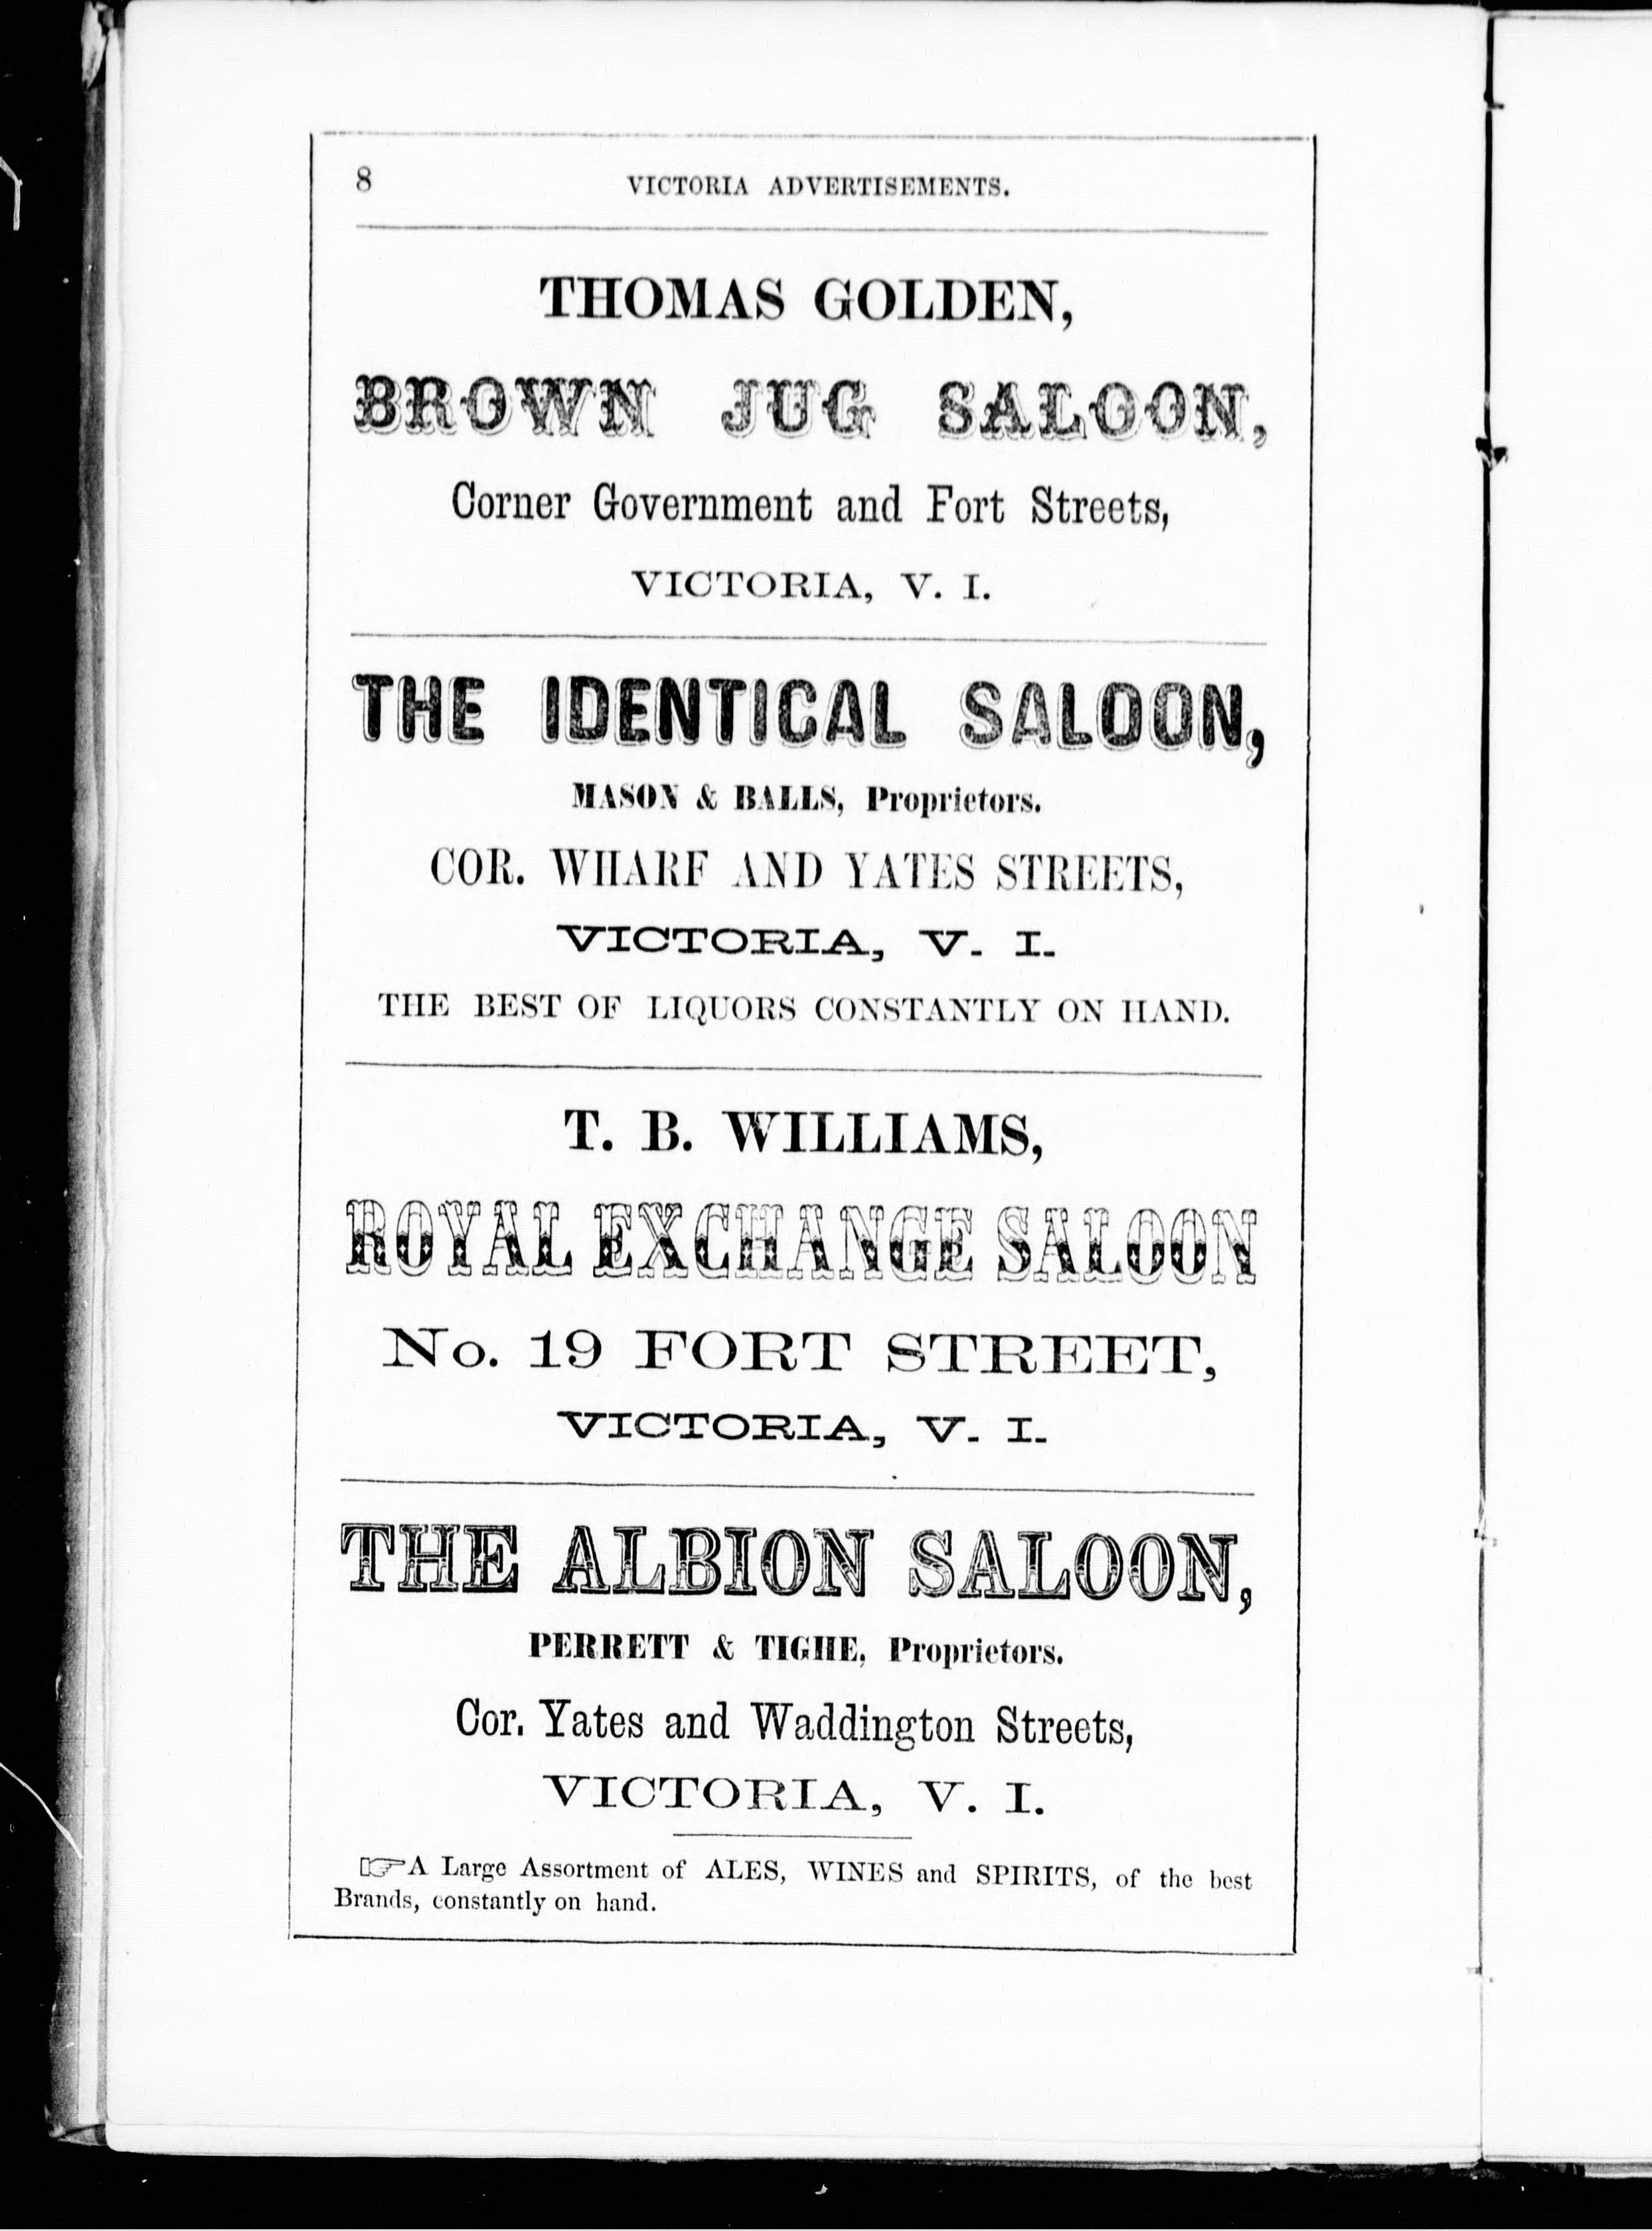 8 VICTORIA ADVERTISEMENTS.
THOMAS GOLDEN,
BROWN JUG SALOON,
Corner Government and Fort Streets,
VICTORIA, V. I.
THE IDENTICAL SALOON,
MASON & BALLS, Proprietors.
COR. WHARF AND YATES STREETS,
VICTORIA, V. I.
THE BEST OF LIQUORS CONSTANTLY ON HAND.
T. B. WILLIAMS,
ROYAL EXCHANGE SALOON
No. 19 FORT STREET,
VICTORIA, V. I.
THE ALBION SALOON,
PERRETT & TIGHE, Proprietors.
Cor. Yates and Waddington Streets,
VICTORIA, V. I.
☞A Large Assortment of ALES, WINES and SPIRITS, of the best
Brands, constantly on hand.